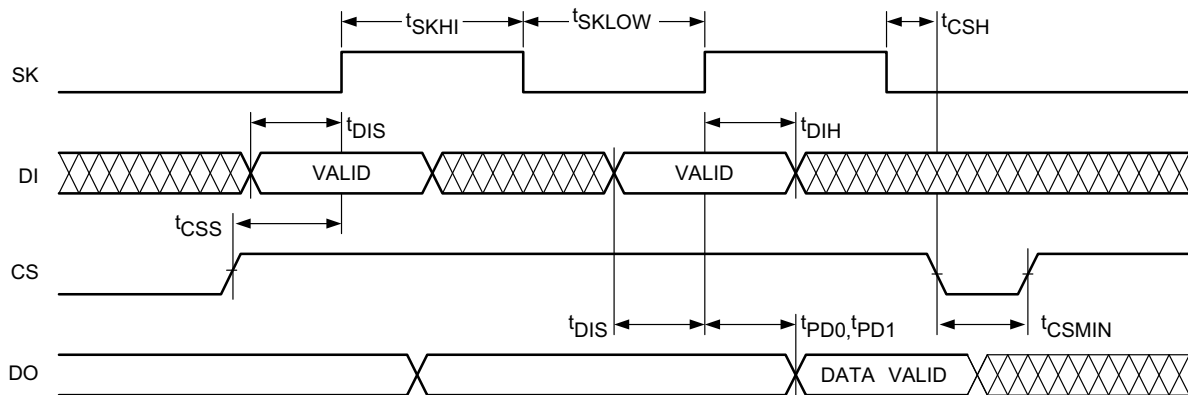 tSKHI tSKLOW tCSH
SK
tDIS tDIH
DI VALID VALID
tCSS
CS
tDIS tPD0,tPD1 tCSMIN
DO DATA VALID